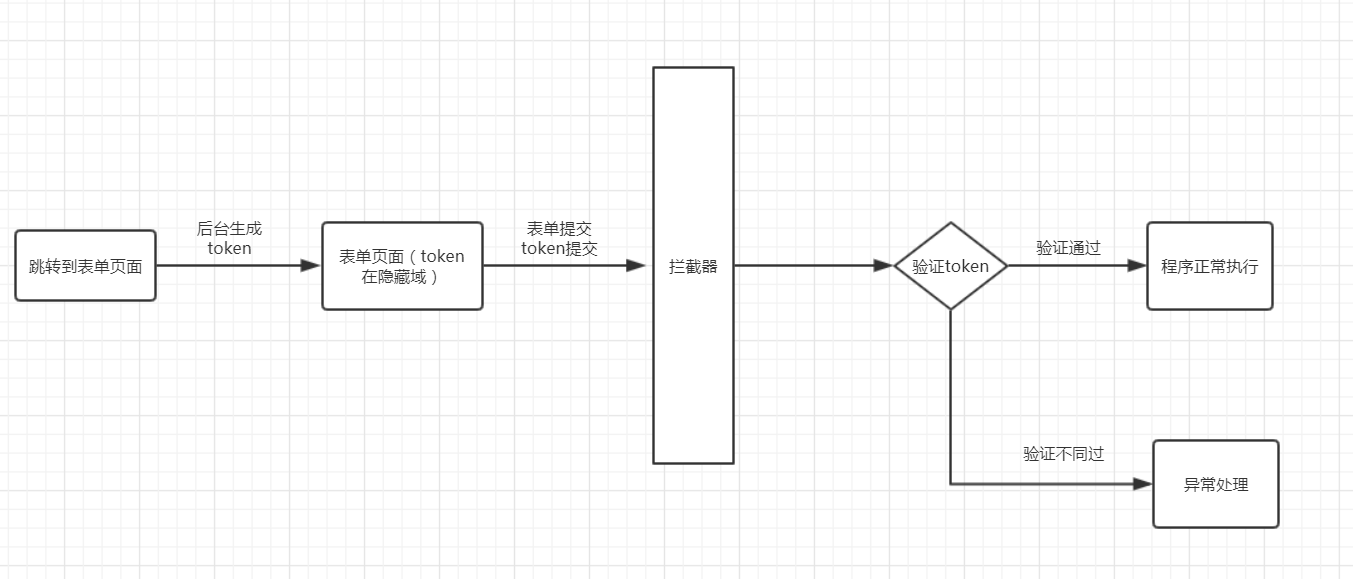 跳转到表单页面
后台生成
token
表单页面（token
在隐藏域）
表单提交
token提交
拦截器
验证token
验证通过
程序正常执行
验证不同过
异常处理